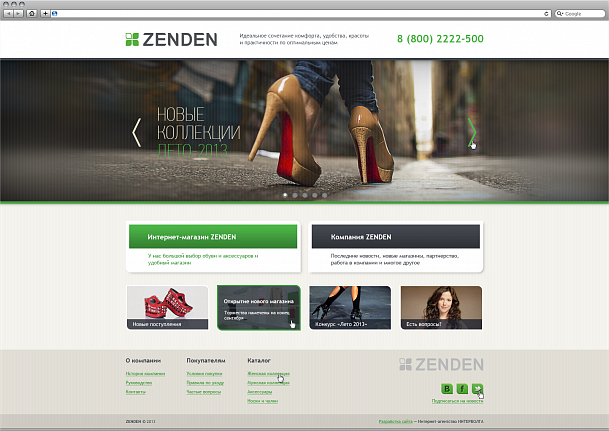 Google
ZENDEN
Идеальное сочетание комфорта, удобства, красоты
и практичности по оптимальным ценам
8 (800) 2222-500
НОВЫЕ
КОЛЛЕКЦИИ
ЛЕТО-2013
Интернет-магазин ZENDEN
У нас большой выбор обуви и аксессуаров и
удобный магазин
Компания ZENDEN
Последние новости, новые магазины, партнерство,
работа в компании и многое другое
Новые поступления
Открытие нового магазина
Торжества намечены на конец
сентября
Конкурс «Лето 2013»
Есть вопросы?
О компании
История компании
Руководство
Контакты
Покупателям
Условия покупки
Правила по уходу
Частые вопросы
Каталог
Женская коллекция
Мужская коллекция
Аксессуары
Носки и чулки
ZENDEN
В f
Подписаться на новости
ZENDEN © 2013
Разработка сайта — Интернет агентство ИНТЕРВОЛГА